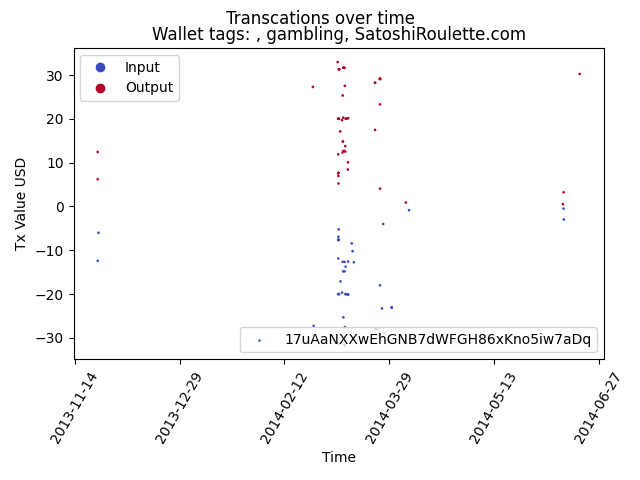 Transcations over time
Wallet tags: , gambling, SatoshiRoulette.com
Input
Output
30
20
10
0
−10
−20
−30
Tx Value USD
17uAaNXXwEhGNB7dWFGH86xKno5iw7aDq
2013-11-14
2013-12-29
2014-02-12
2014-03-29
2014-05-13
2014-06-27
Time